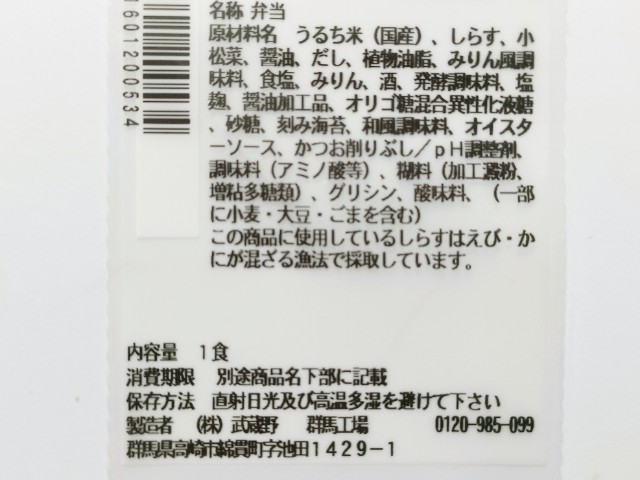 1601200534
名称 弁当
原材料名 うるち米（国産）、しらす、小
松菜、醤油、だし、植物油脂、みりん風調
味料、食塩、みりん、酒、発酵調味料、塩
麹、醤油加工品、オリゴ糖混合異性化液糖
、砂糖、刻み海苔、和風調味料、オイスタ
ーソース、かつお削りぶし／ｐＨ調整剤、
調味料（アミノ酸等）、糊料（加工澱粉、
増粘多糖類）、グリシン、酸味料、（一部
に小麦・大豆・ごまを含む）
この商品に使用しているしらすはえび・か
にが混ざる漁法で採取しています。
内容量 1食
消費期限 別途商品名下部に記載
保存方法 直射日光及び高温多湿を避けて下さい
製造者 （株）武蔵野 群馬工場 0120-985-099
群馬県高崎市綿貫町字池田1429-1